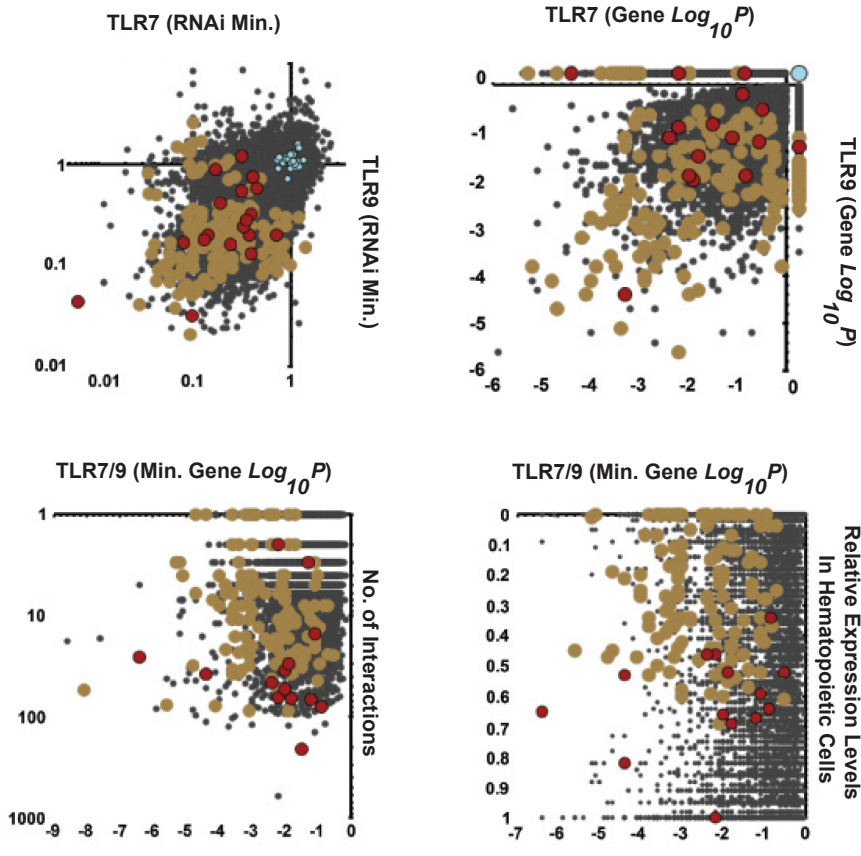 TLR7 (RNAi Min.)
1
0.1
0.01
0.01 0.1 1
TLR9 (RNAi Min.)
TLR7 (Gene Log10P)
0
-1
-2
-3
-4
-5
-6
-6 -5 -4 -3 -2 -1 0
TLR9 (Gene Log10P)
TLR7/9 (Min. Gene Log10P)
1
10
100
1000
-9 -8 -7 -6 -5 -4 -3 -2 -1 0
No. of Interactions
TLR7/9 (Min. Gene Log10P)
0
0.1
0.2
0.3
0.4
0.5
0.6
0.7
0.8
0.9
1
-7 -6 -5 -4 -3 -2 -1 0
Relative Expression Levels
In Hematopoietic Cells